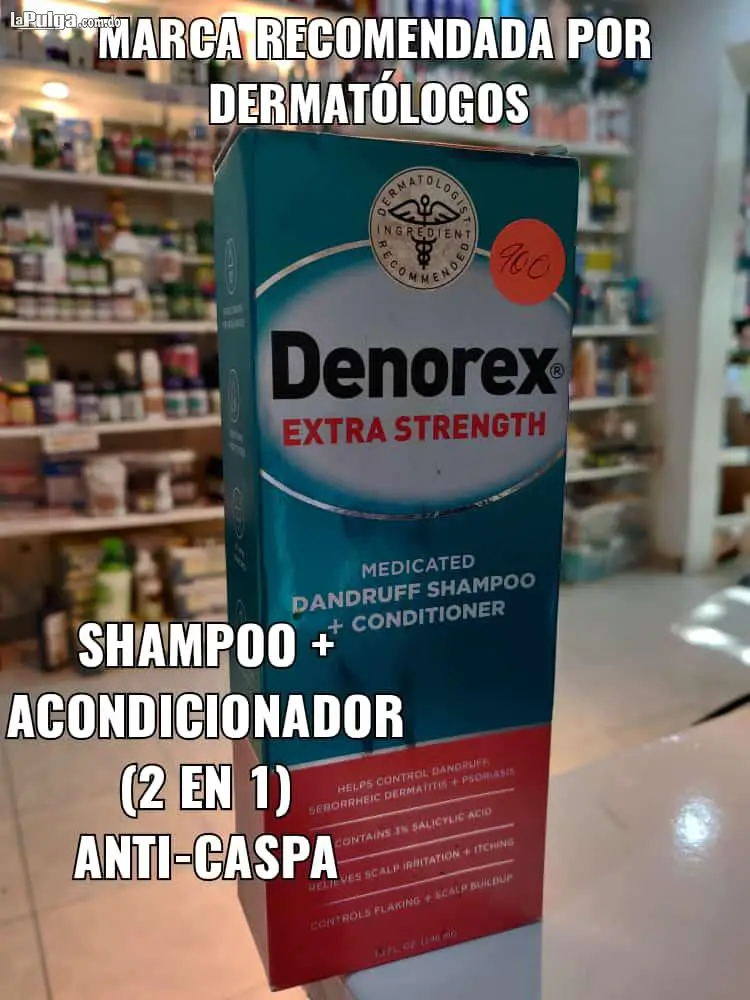 laPulga.com.do
MARCA RECOMENDADA POR
DERMATÓLOGOS
DERMATOLOGIST
INGREDIENT
RECOMMENDED
900
Denorex®
EXTRA STRENGTH
MEDICATED
DANDRUFF SHAMPOO
+ CONDITIONER
SHAMPOO +
ACONDICIONADOR
(2 EN 1)
ANTI-CASPA
HELPS CONTROL DANDRUFF,
SEBORRHEIC DERMATITIS + PSORIASIS
CONTAINS 3% SALICYLIC ACID
RELIEVES SCALP IRRITATION + ITCHING
CONTROLS FLAKING + SCALP BUILDUP